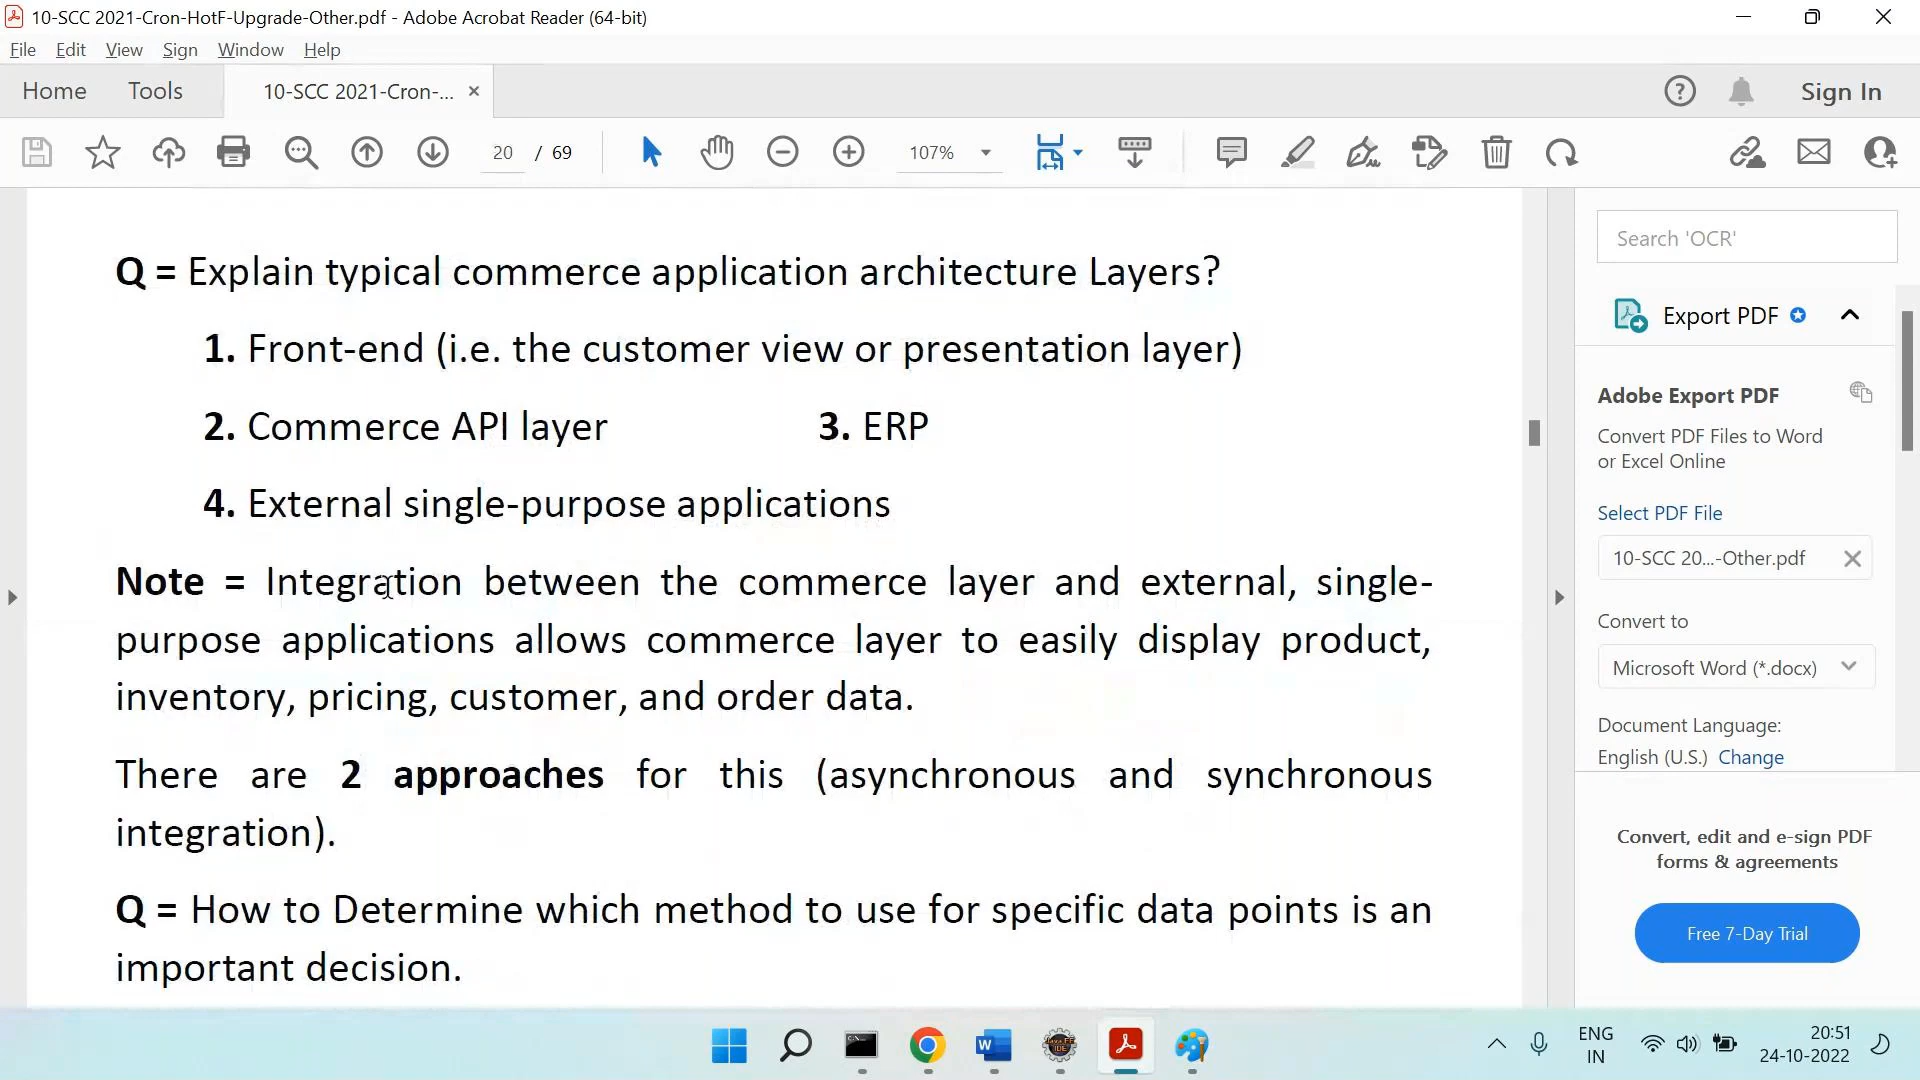 10-SCC 2021-Cron-HotF-Upgrade-Other.pdf - Adobe Acrobat Reader (64-bit)
File Edit View Sign Window Help
Home Tools 10-SCC 2021-Cron-... × Sign In
20 / 69 107%
Q = Explain typical commerce application architecture Layers?
1. Front-end (i.e. the customer view or presentation layer)
2. Commerce API layer 3. ERP
4. External single-purpose applications
Note = Integration between the commerce layer and external, single-
purpose applications allows commerce layer to easily display product,
inventory, pricing, customer, and order data.
There are 2 approaches for this (asynchronous and synchronous
integration).
Q = How to Determine which method to use for specific data points is an
important decision.
Search 'OCR'
Export PDF
Adobe Export PDF
Convert PDF Files to Word
or Excel Online
Select PDF File
10-SCC 20...-Other.pdf
Convert to
Microsoft Word (*.docx)
Document Language:
English (U.S.) Change
Convert, edit and e-sign PDF
forms & agreements
Free 7-Day Trial
ENG
IN
20:51
24-10-2022